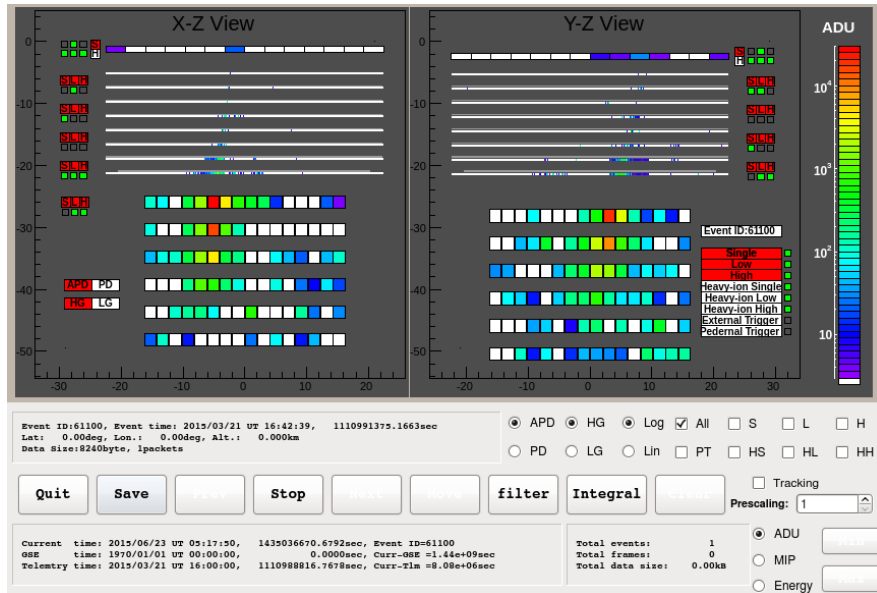 X-Z View
Y-Z View
ADU
0
-10
-20
-30
-40
-50
-30 -20 -10 0 10 20
0
-10
-20
-30
-40
-50
-20 -10 0 10 20 30
10⁴
10³
10²
10
S
H
S L H
S L H
S L H
S L H
S L H
APD PD
HG LG
S
H
S L H
S L H
S L H
S L H
Event ID:61100
Single
Low
High
Heavy-ion Single
Heavy-ion Low
Heavy-ion High
External Trigger
Pedernal Trigger
Event ID:61100, Event time: 2015/03/21 UT 16:42:39, 1110991375.1663sec
Lat: 0.00deg, Lon.: 0.00deg, Alt.: 0.000km
Data Size:8240byte, 1packets
APD HG Log All S L H
PD LG Lin PT HS HL HH
Quit Save Prev Stop Next Move filter Integral Clear
Tracking
Prescaling: 1
Current time: 2015/06/23 UT 05:17:50, 1435036670.6792sec, Event ID=61100
GSE time: 1970/01/01 UT 00:00:00, 0.0000sec, Curr-GSE =1.44e+09sec
Telemtry time: 2015/03/21 UT 16:00:00, 1110988816.7678sec, Curr-Tlm =8.08e+06sec
Total events: 1
Total frames: 0
Total data size: 0.00kB
ADU
MIP
Energy